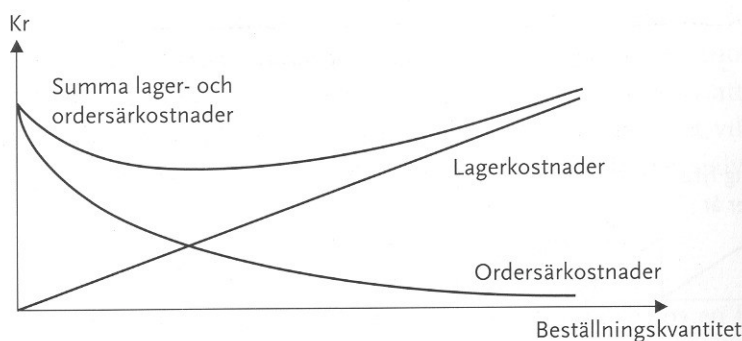 Kr
Summa lager- och
ordersärkostnader
Lagerkostnader
Ordersärkostnader
Beställningskvantitet